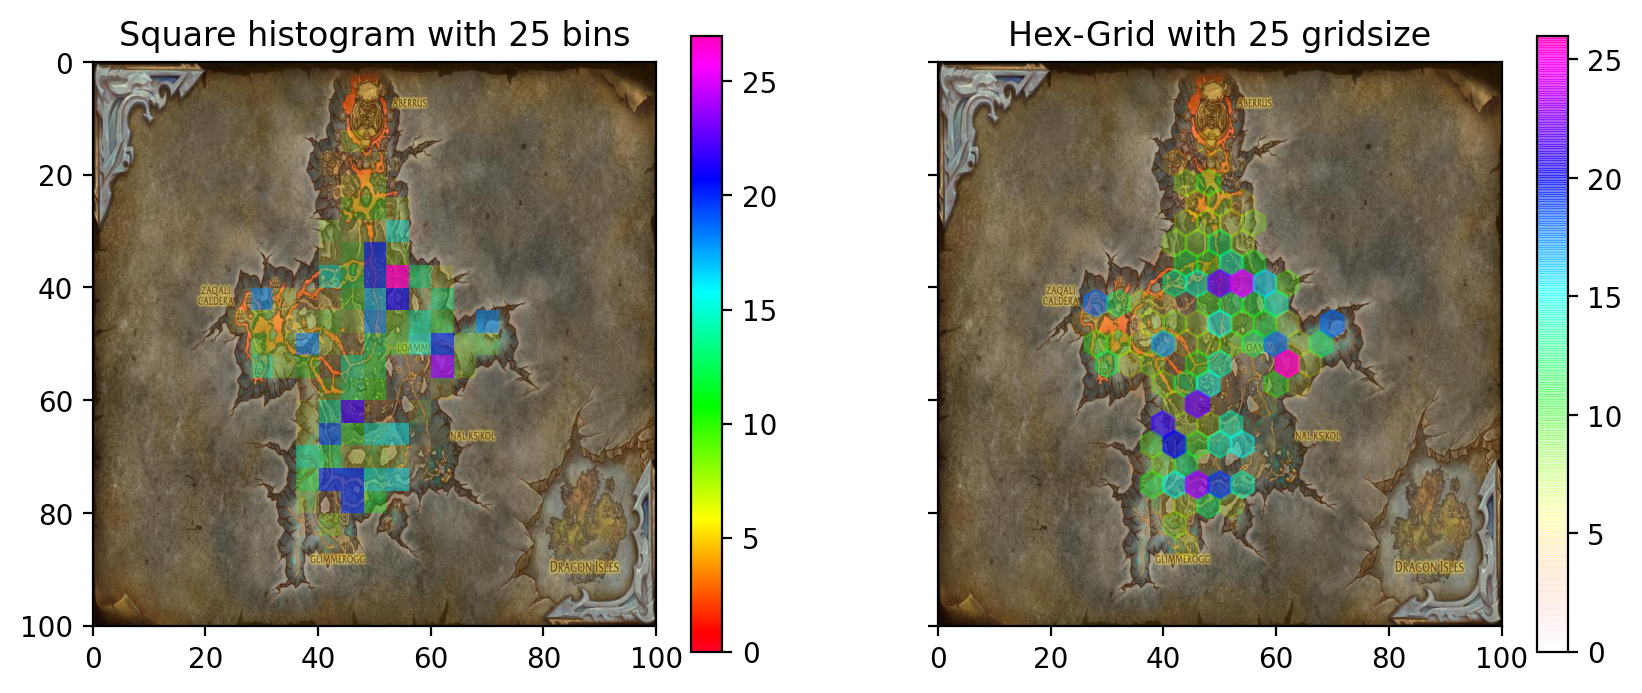 Square histogram with 25 bins
0
20
40
60
80
100
0
20
40
60
80
100
ABERRUS
ZAQALI
CALDERA
LOAMM
NAL KS'KOL
GLIMMEROGG
DRAGON ISLES
25
20
15
10
5
0
Hex-Grid with 25 gridsize
0
20
40
60
80
100
ABERRUS
ZAQALI
CALDERA
LOAMM
NAL KS'KOL
GLIMMEROGG
DRAGON ISLES
25
20
15
10
5
0